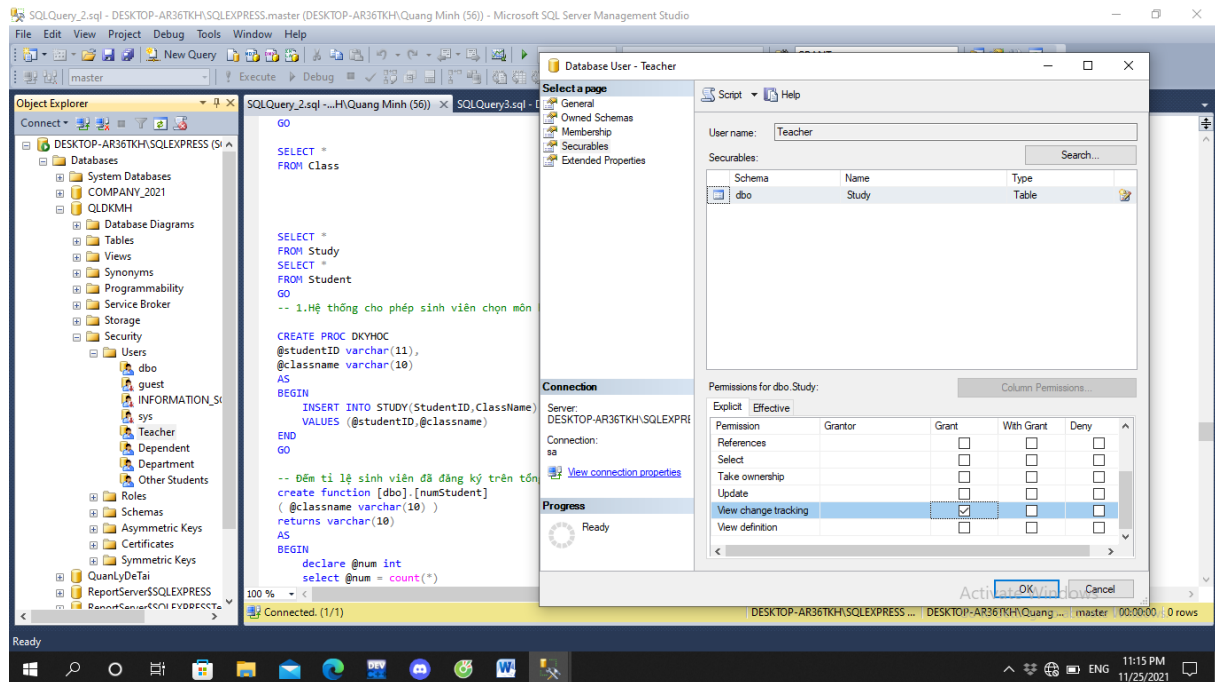 SQLQuery_2.sql - DESKTOP-AR36TKH\SQLEXPRESS.master (DESKTOP-AR36TKH\Quang Minh (56)) - Microsoft SQL Server Management Studio
File Edit View Project Debug Tools Window Help
New Query
master
Execute Debug
Object Explorer
Connect
DESKTOP-AR36TKH\SQLEXPRESS
Databases
System Databases
COMPANY_2021
QLDKMH
Database Diagrams
Tables
Views
Synonyms
Programmability
Service Broker
Storage
Security
Users
dbo
guest
INFORMATION_S
sys
Teacher
Dependent
Department
Other Students
Roles
Schemas
Asymmetric Keys
Certificates
Symmetric Keys
QuanLyDeTai
ReportServer$SQLEXPRESS
ReportServer$SQLEXPRESSTe
SQLQuery_2.sql -...H\Quang Minh (56)) SQLQuery3.sql -
GO
SELECT *
FROM Class
SELECT *
FROM Study
SELECT *
FROM Student
GO
-- 1.Hệ thống cho phép sinh viên chọn môn
CREATE PROC DKYHOC
@studentID varchar(11),
@classname varchar(10)
AS
BEGIN
INSERT INTO STUDY(StudentID,ClassName)
VALUES (@studentID,@classname)
END
GO
-- Đếm tỉ lệ sinh viên đã đăng ký trên tổn
create function [dbo].[numStudent]
( @classname varchar(10) )
returns varchar(10)
AS
BEGIN
declare @num int
select @num = count(*)
100 %
Connected. (1/1)
DESKTOP-AR36TKH\SQLEXPRESS ... DESKTOP-AR36TKH\Quang ... master 00:00:00 0 rows
Database User - Teacher
Select a page
General
Owned Schemas
Membership
Securables
Extended Properties
Connection
Server:
DESKTOP-AR36TKH\SQLEXPRE
Connection:
sa
View connection properties
Progress
Ready
Script Help
User name: Teacher
Securables:
Search...
Schema Name Type
dbo Study Table
Permissions for dbo.Study:
Column Permissions...
Explicit Effective
Permission Grantor Grant With Grant Deny
References
Select
Take ownership
Update
View change tracking
View definition
OK Cancel
Activate Windows
Ready
ENG
11:15 PM
11/25/2021